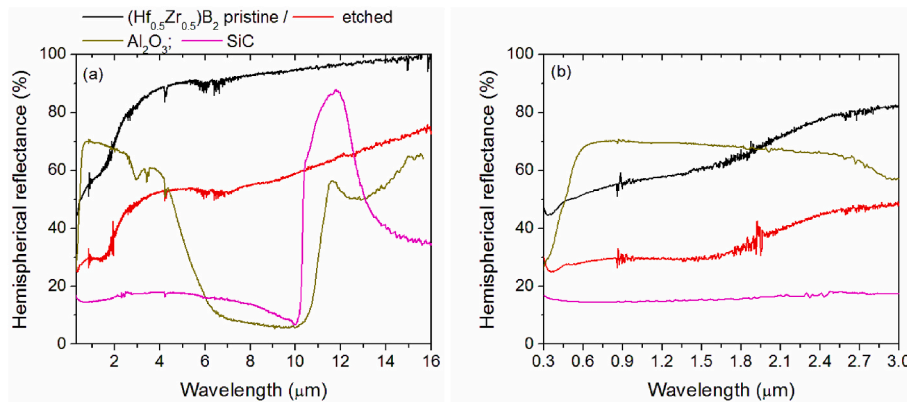 (Hf0.5Zr0.5)B2 pristine / etched
Al2O3; SiC
(a)
Hemispherical reflectance (%)
100
80
60
40
20
0
2 4 6 8 10 12 14 16
Wavelength (μm)
(b)
Hemispherical reflectance (%)
100
80
60
40
20
0
0.3 0.6 0.9 1.2 1.5 1.8 2.1 2.4 2.7 3.0
Wavelength (μm)